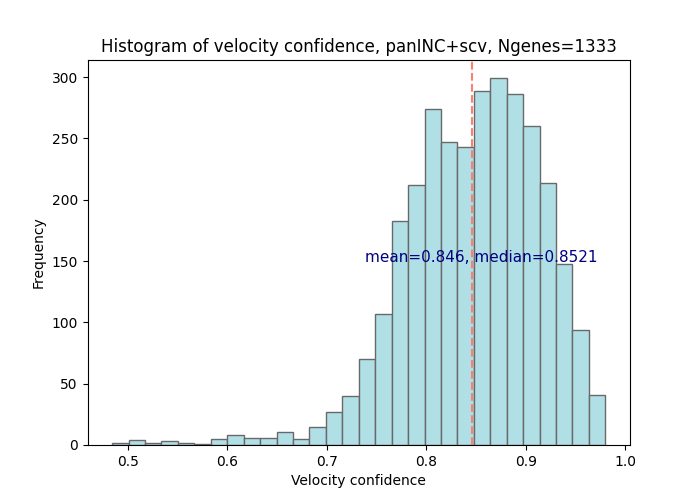 Histogram of velocity confidence, panINC+scv, Ngenes=1333
300
250
200
150
100
50
0
Frequency
mean=0.846, median=0.8521
0.5 0.6 0.7 0.8 0.9 1.0
Velocity confidence